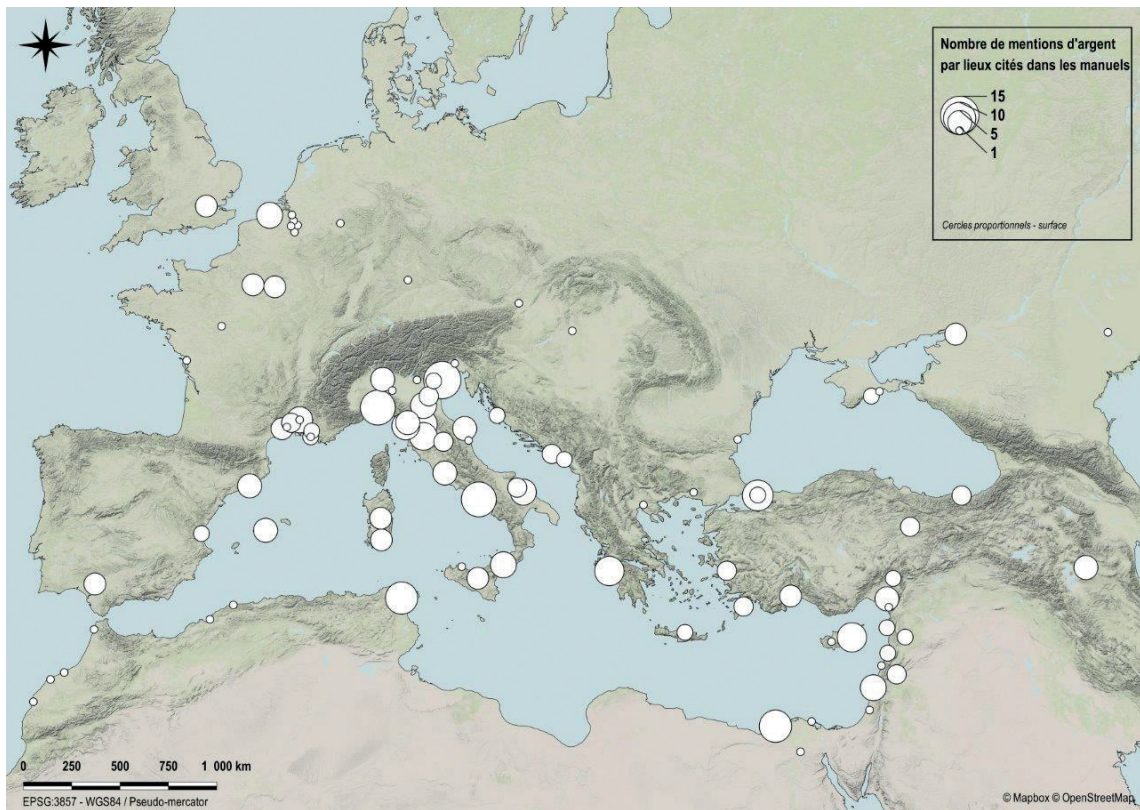 Nombre de mentions d'argent
par lieux cités dans les manuels
15
10
5
1
Cercles proportionnels - surface
0 250 500 750 1 000 km
EPSG:3857 - WGS84 / Pseudo-mercator
© Mapbox © OpenStreetMap